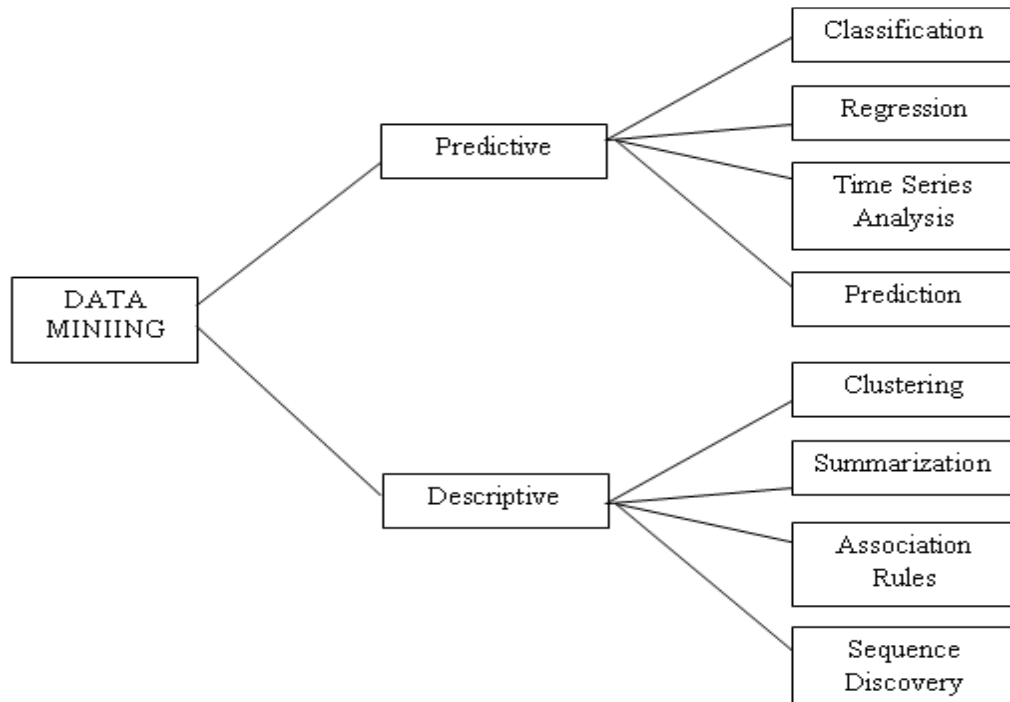 Classification
Regression
Predictive
Time Series
Analysis
Prediction
DATA
MINIING
Clustering
Summarization
Descriptive
Association
Rules
Sequence
Discovery